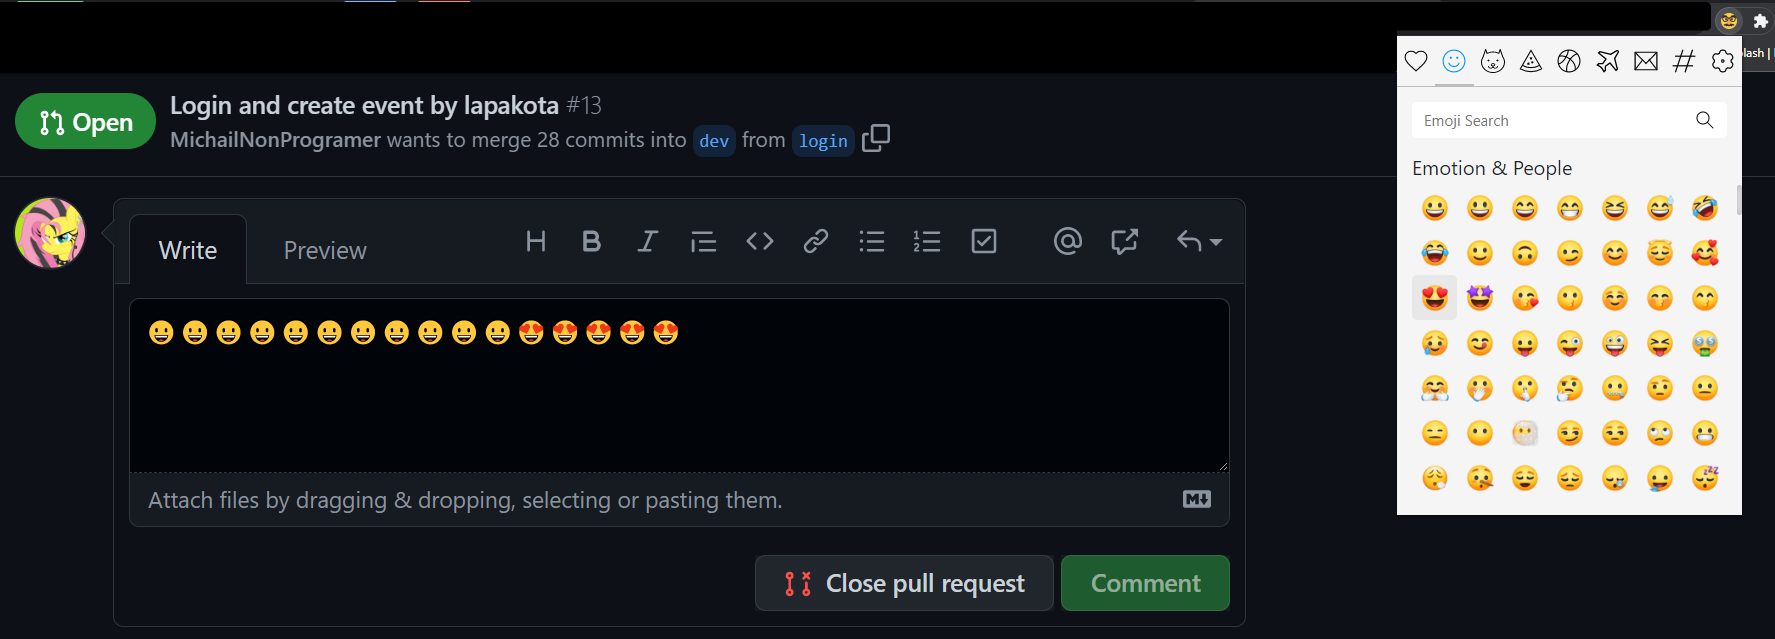 lash |
Emoji Search
Emotion & People
Open
Login and create event by lapakota #13
MichailNonProgramer wants to merge 28 commits into dev from login
Write
Preview
😀😀😀😀😀😀😀😀😀😀😀😍😍😍😍😍
Attach files by dragging & dropping, selecting or pasting them.
Close pull request
Comment